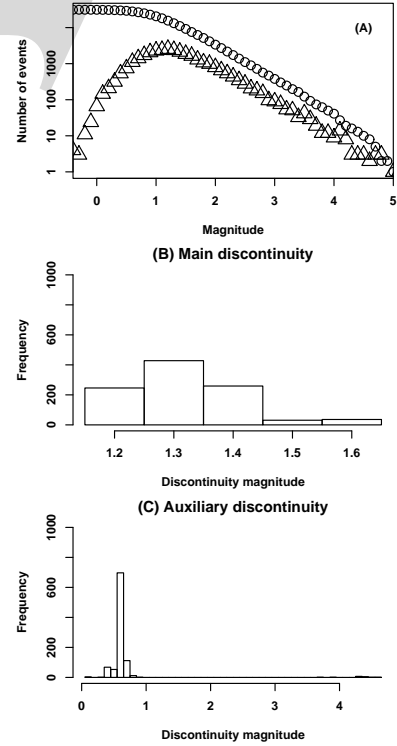 (A)
Number of events
1000
100
10
1
0 1 2 3 4 5
Magnitude
(B) Main discontinuity
Frequency
1000
600
200
0
1.2 1.3 1.4 1.5 1.6
Discontinuity magnitude
(C) Auxiliary discontinuity
Frequency
1000
600
200
0
0 1 2 3 4
Discontinuity magnitude